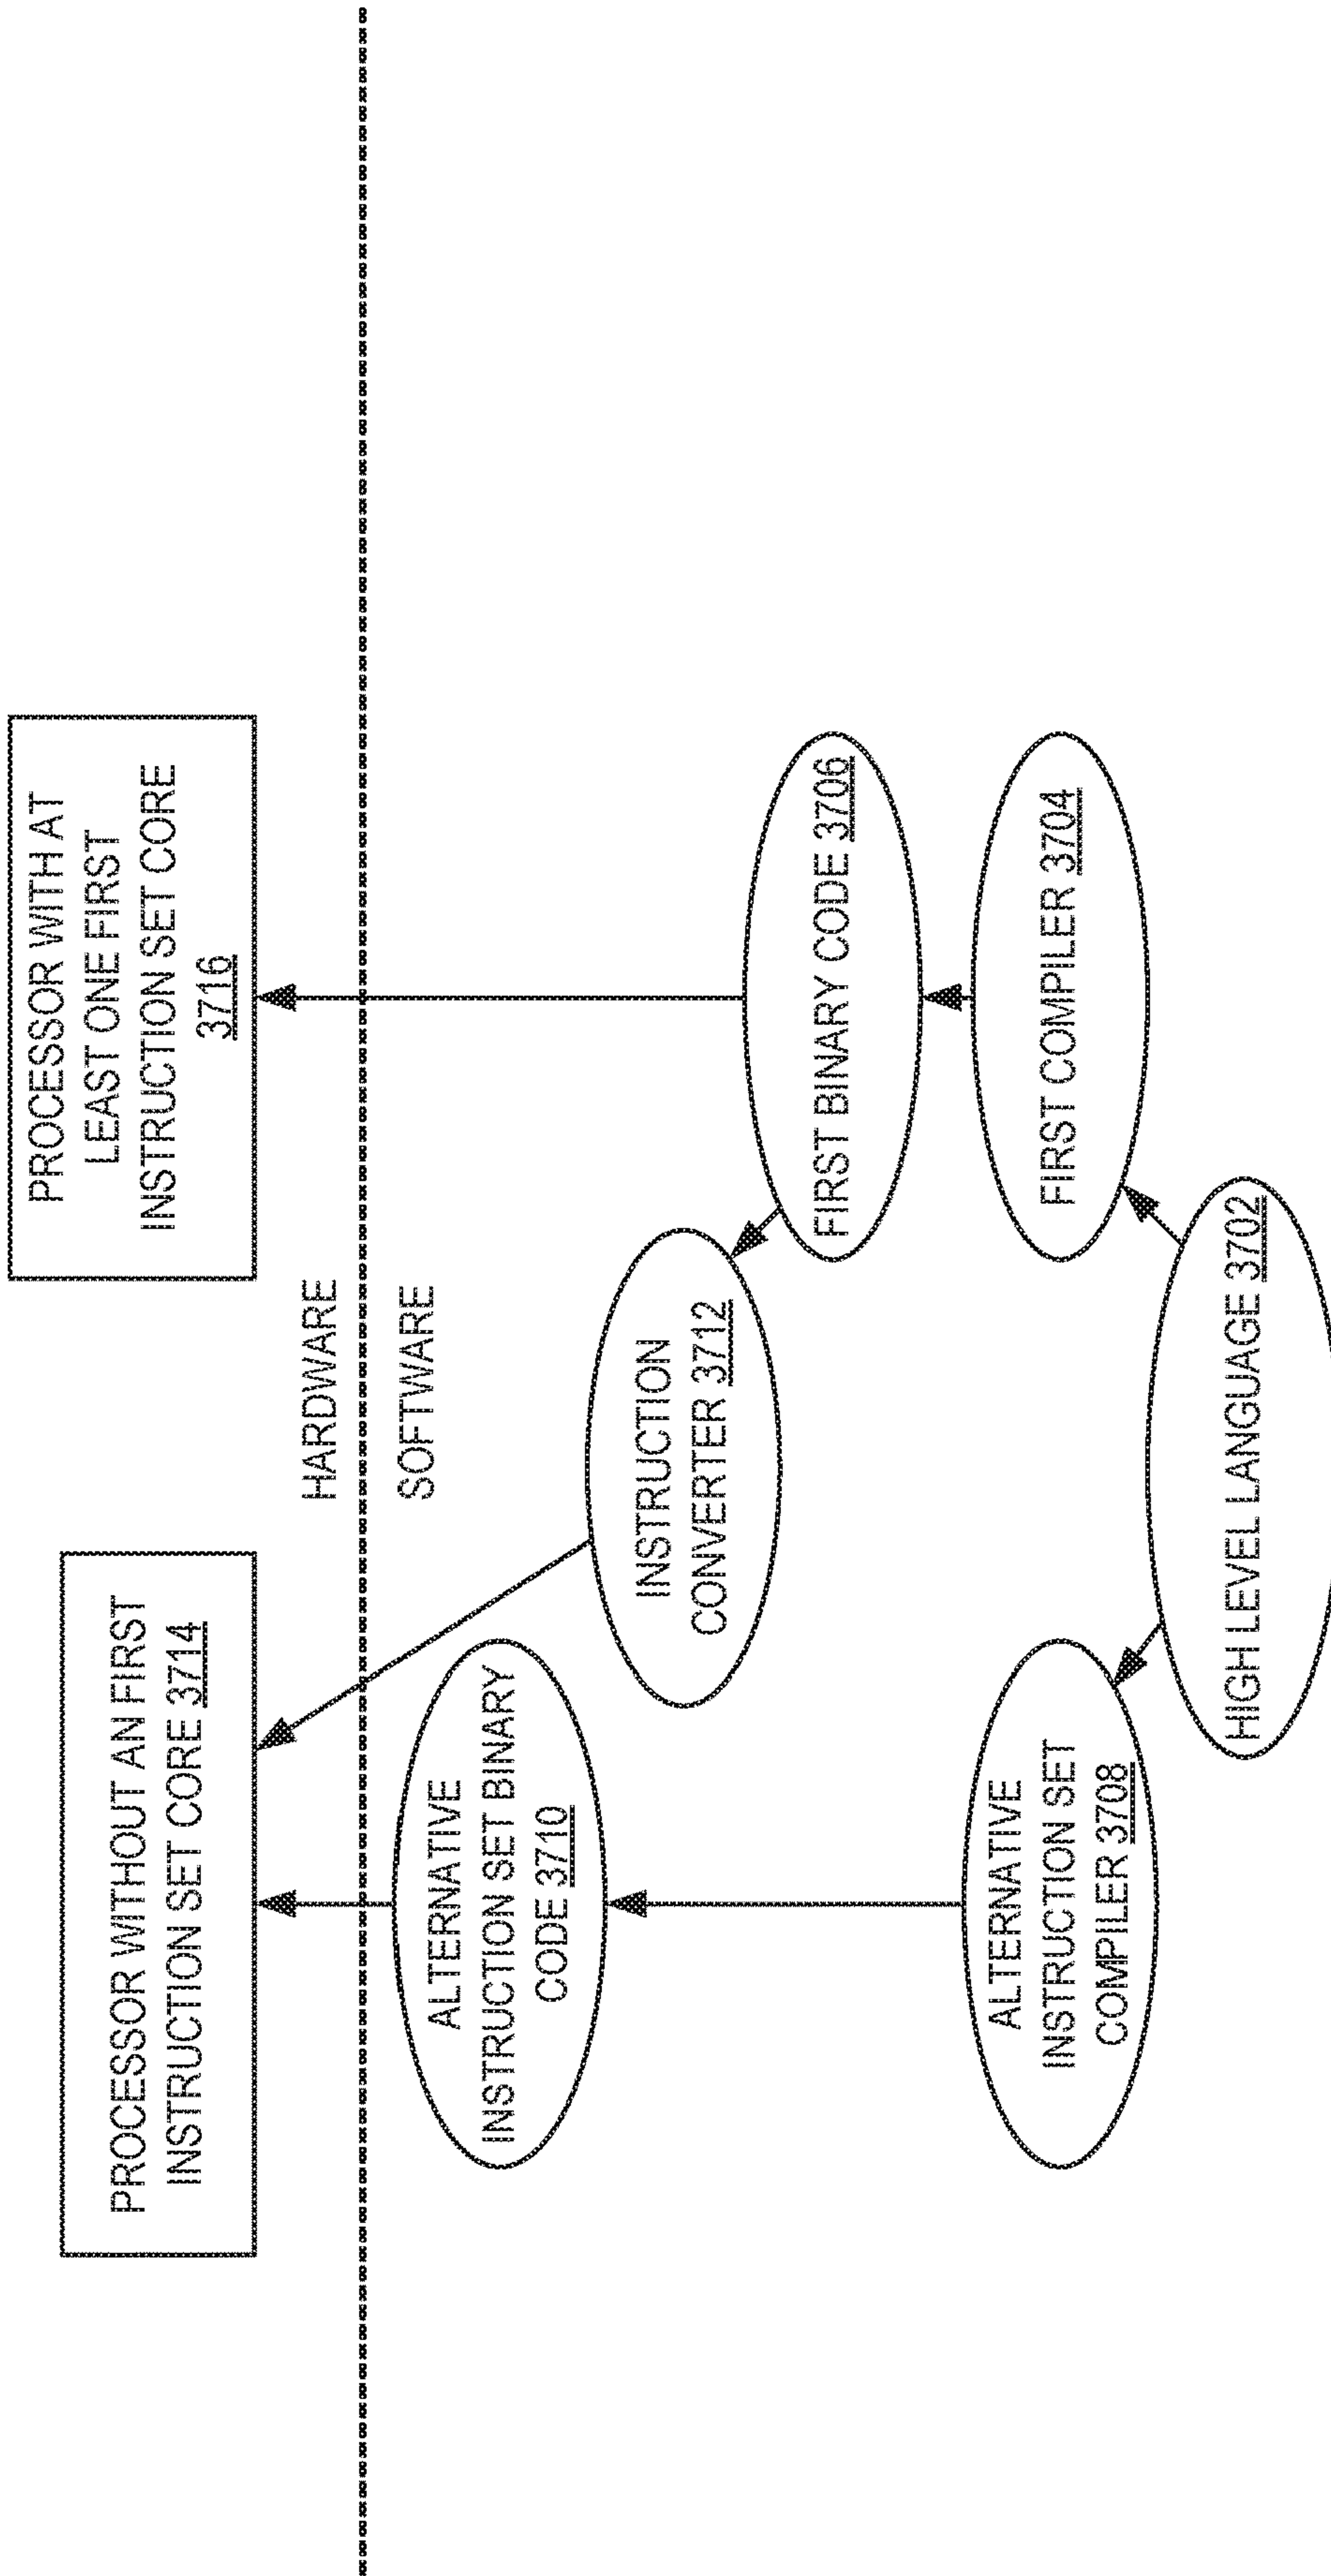 PROCESSOR WITHOUT AN FIRST
INSTRUCTION SET CORE 3714
PROCESSOR WITH AT
LEAST ONE FIRST
INSTRUCTION SET CORE
3716
HARDWARE
SOFTWARE
ALTERNATIVE
INSTRUCTION SET BINARY
CODE 3710
INSTRUCTION
CONVERTER 3712
FIRST BINARY CODE 3706
ALTERNATIVE
INSTRUCTION SET
COMPILER 3708
FIRST COMPILER 3704
HIGH LEVEL LANGUAGE 3702